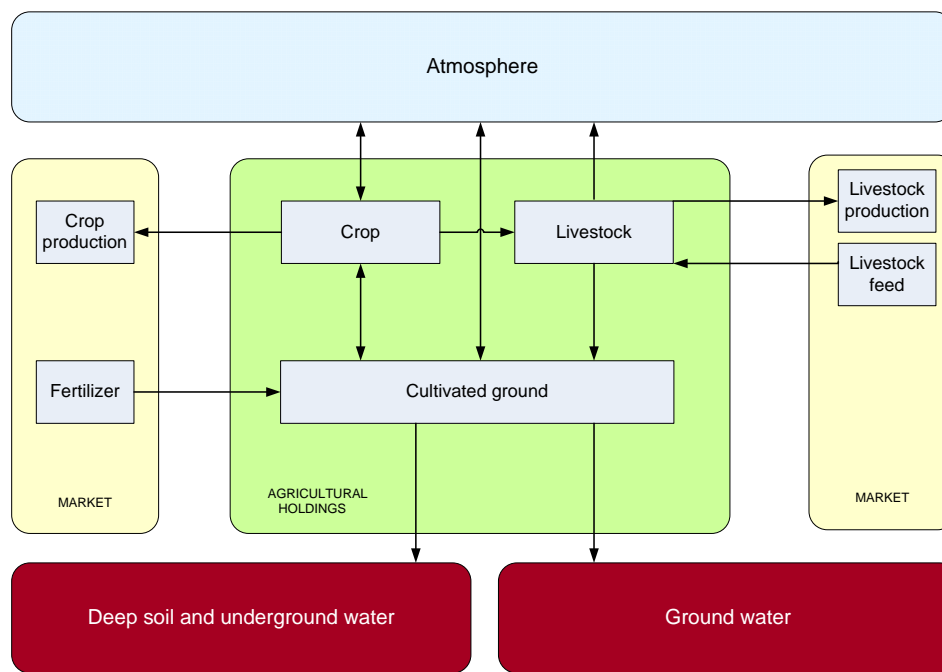 Atmosphere
Crop
production
Crop
Livestock
Livestock
production
Livestock
feed
Fertilizer
Cultivated ground
MARKET
AGRICULTURAL
HOLDINGS
MARKET
Deep soil and underground water
Ground water